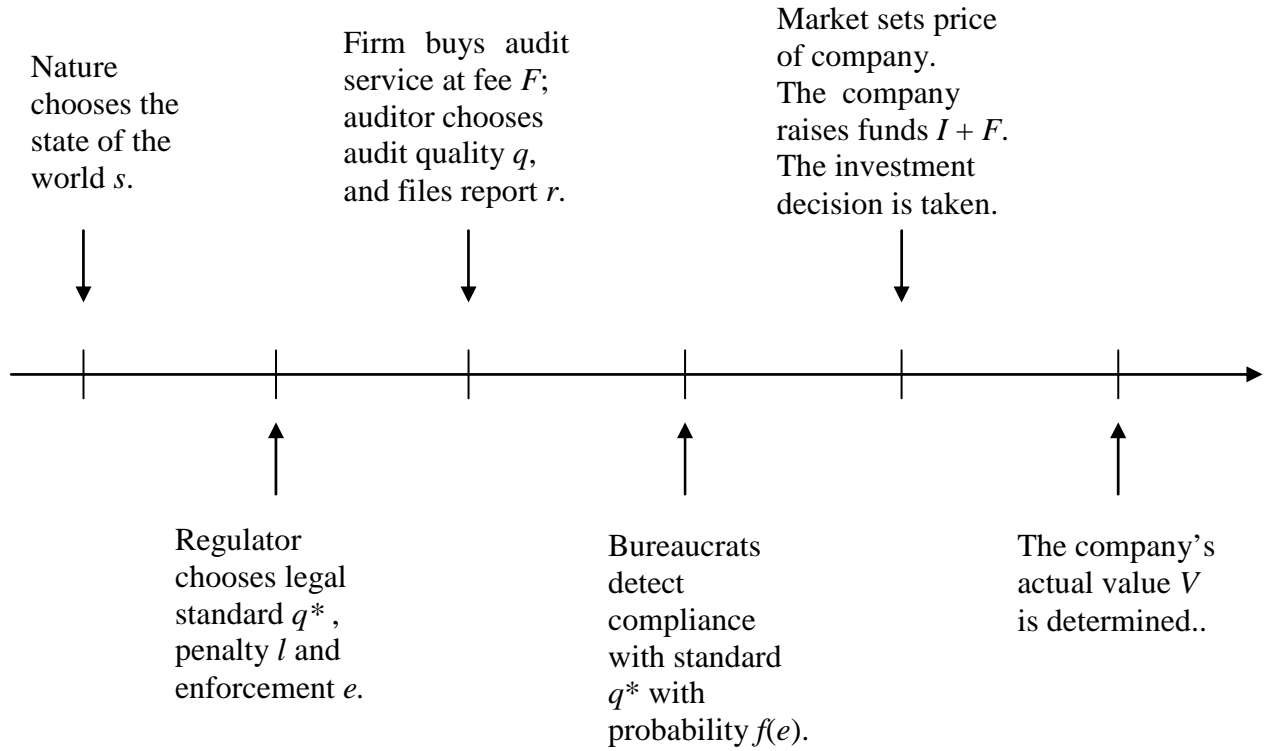 Nature
chooses the
state of the
world s.
Firm buys audit
service at fee F;
auditor chooses
audit quality q,
and files report r.
Market sets price
of company.
The company
raises funds I + F.
The investment
decision is taken.
Regulator
chooses legal
standard q* ,
penalty l and
enforcement e.
Bureaucrats
detect
compliance
with standard
q* with
probability f(e).
The company’s
actual value V
is determined..